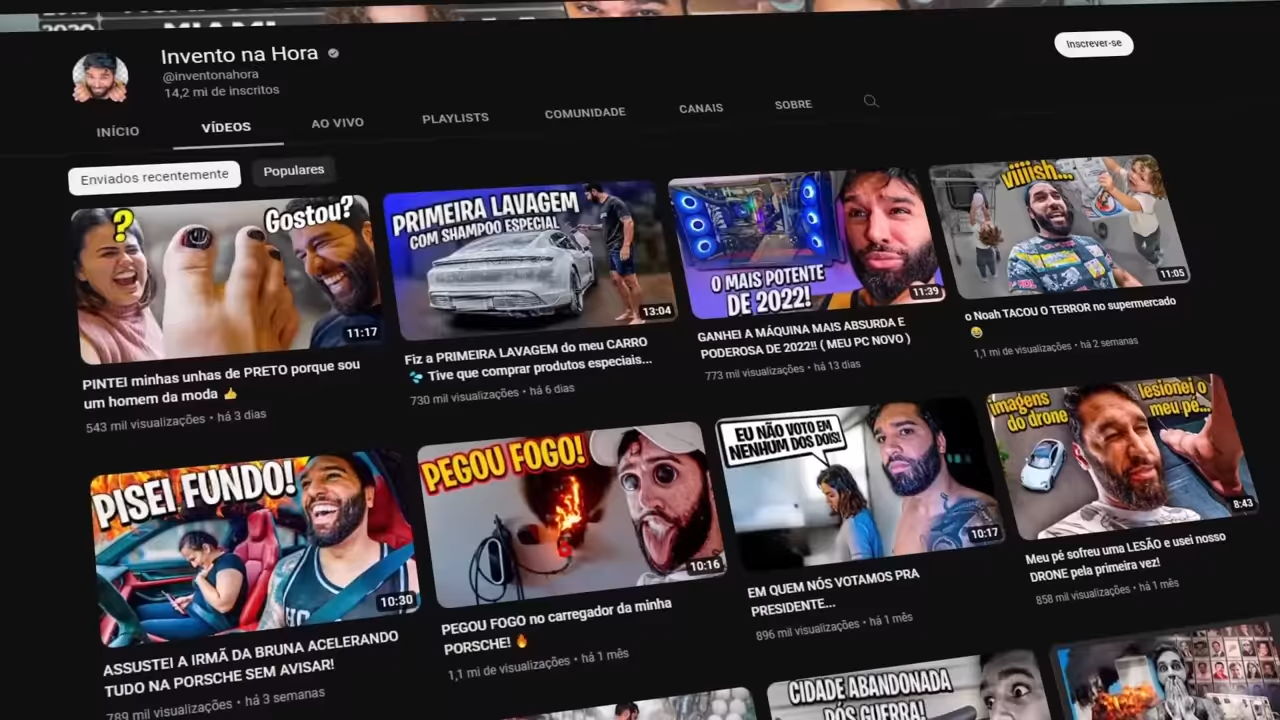 2020
MIAMI
Invento na Hora
@inventonahora
14,2 mi de inscritos
Inscrever-se
INÍCIO
VÍDEOS
AO VIVO
PLAYLISTS
COMUNIDADE
CANAIS
SOBRE
Enviados recentemente
Populares
?
Gostou?
11:17
PINTEI minhas unhas de PRETO porque sou
um homem da moda 👍
543 mil visualizações • há 3 dias
PRIMEIRA LAVAGEM
COM SHAMPOO ESPECIAL
13:04
Fiz a PRIMEIRA LAVAGEM do meu CARRO
💦 Tive que comprar produtos especiais...
730 mil visualizações • há 6 dias
O MAIS POTENTE
DE 2022!
11:39
GANHEI A MÁQUINA MAIS ABSURDA E
PODEROSA DE 2022!! ( MEU PC NOVO )
773 mil visualizações • há 13 dias
viiiish...
11:05
o Noah TACOU O TERROR no supermercado
😂
1,1 mi de visualizações • há 2 semanas
PISEI FUNDO!
10:30
ASSUSTEI A IRMÃ DA BRUNA ACELERANDO
TUDO NA PORSCHE SEM AVISAR!
789 mil visualizações • há 3 semanas
PEGOU FOGO!
10:16
PEGOU FOGO no carregador da minha
PORSCHE! 🔥
1,1 mi de visualizações • há 1 mês
EU NÃO VOTO EM
NENHUM DOS DOIS!
10:17
EM QUEM NÓS VOTAMOS PRA
PRESIDENTE...
896 mil visualizações • há 1 mês
imagens
do drone
lesionei o
meu pé...
8:43
Meu pé sofreu uma LESÃO e usei nosso
DRONE pela primeira vez!
858 mil visualizações • há 1 mês
CIDADE ABANDONADA
PÓS GUERRA!